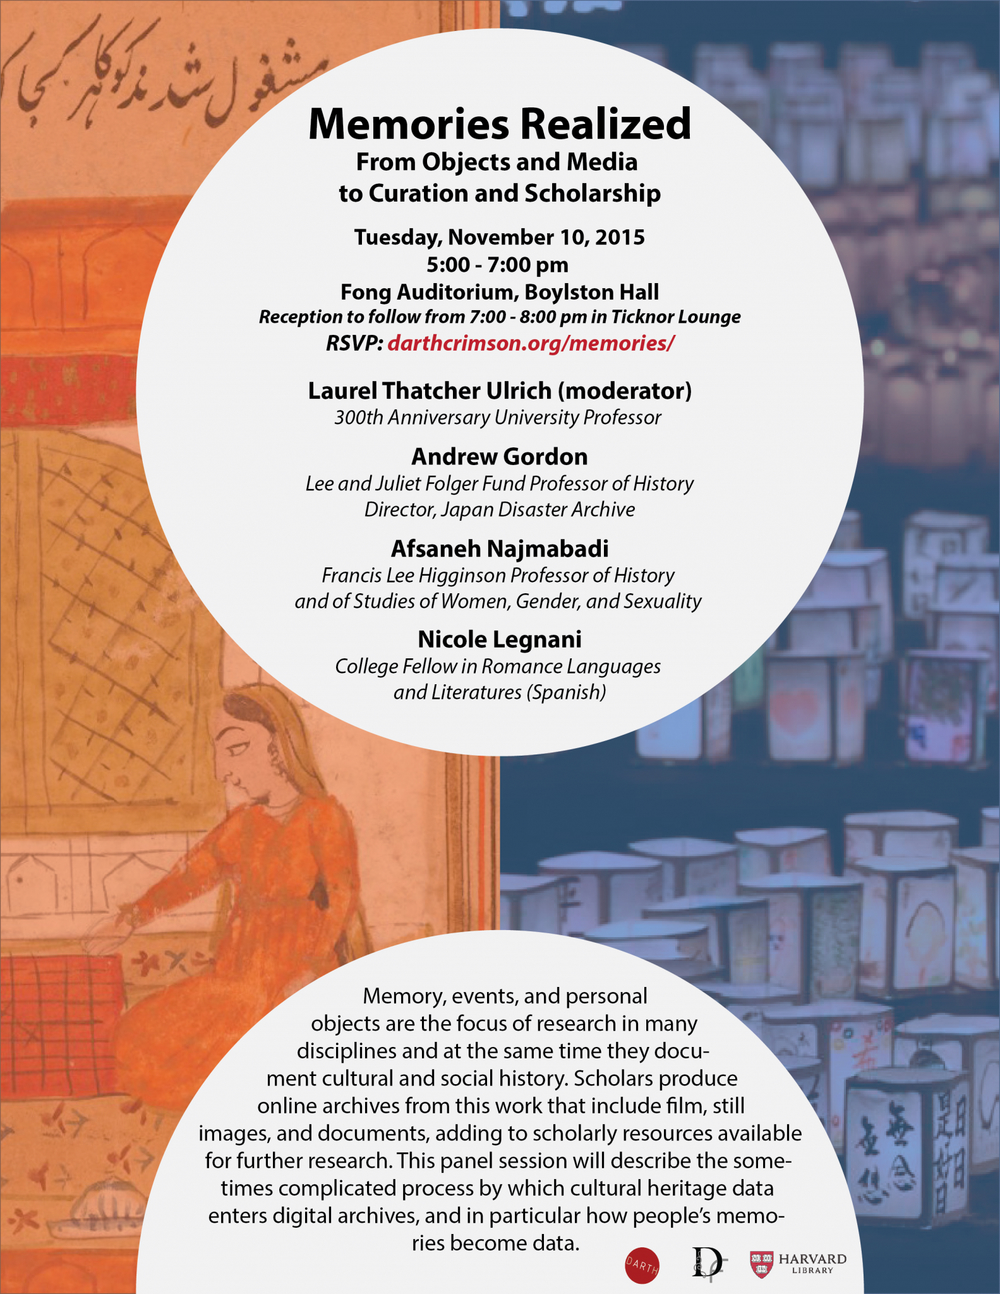 مشغول شدند کو کاهر کجا
Memories Realized
From Objects and Media
to Curation and Scholarship
Tuesday, November 10, 2015
5:00 - 7:00 pm
Fong Auditorium, Boylston Hall
Reception to follow from 7:00 - 8:00 pm in Ticknor Lounge
RSVP: darthcrimson.org/memories/
Laurel Thatcher Ulrich (moderator)
300th Anniversary University Professor
Andrew Gordon
Lee and Juliet Folger Fund Professor of History
Director, Japan Disaster Archive
Afsaneh Najmabadi
Francis Lee Higginson Professor of History
and of Studies of Women, Gender, and Sexuality
Nicole Legnani
College Fellow in Romance Languages
and Literatures (Spanish)
Memory, events, and personal
objects are the focus of research in many
disciplines and at the same time they docu-
ment cultural and social history. Scholars produce
online archives from this work that include film, still
images, and documents, adding to scholarly resources available
for further research. This panel session will describe the some-
times complicated process by which cultural heritage data
enters digital archives, and in particular how people's memo-
ries become data.
無念
無想
DARTH
HARVARD
LIBRARY